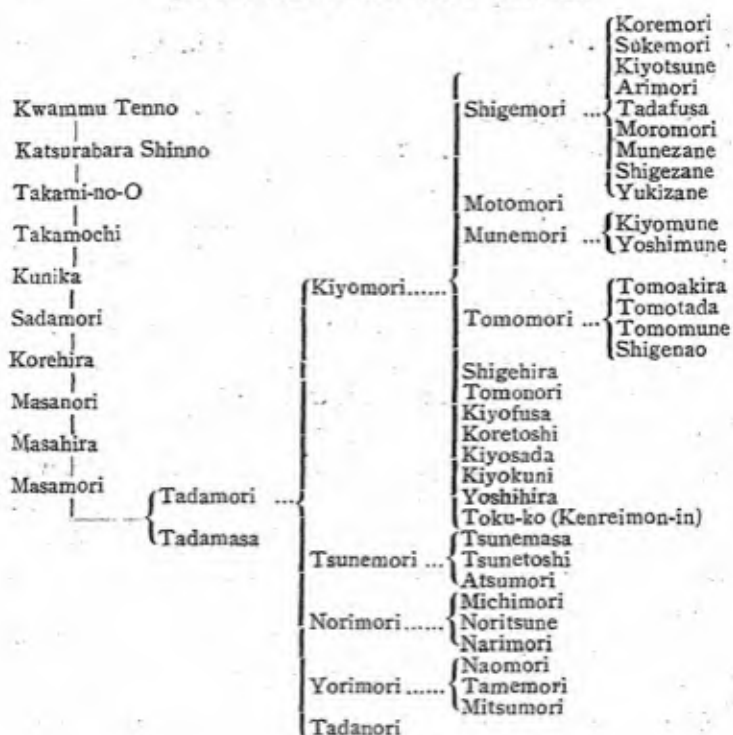 Kwammu Tenno
Katsurabara Shinno
Takami-no-O
Takamochi
Kunika
Sadamori
Korehira
Masanori
Masahira
Masamori
Tadamori ...
Tadamasa
Kiyomori......
Tsunemori ...
Norimori......
Yorimori ......
Tadanori
Shigemori ...
Motomori
Munemori ...
Tomomori ...
Shigehira
Tomonori
Kiyofusa
Koretoshi
Kiyosada
Kiyokuni
Yoshihira
Toku-ko (Kenreimon-in)
Koremori
Sukemori
Kiyotsune
Arimori
Tadafusa
Moromori
Munezane
Shigezane
Yukizane
Kiyomune
Yoshimune
Tomoakira
Tomotada
Tomomune
Shigenao
Tsunemasa
Tsunetoshi
Atsumori
Michimori
Noritsune
Narimori
Naomori
Tamemori
Mitsumori